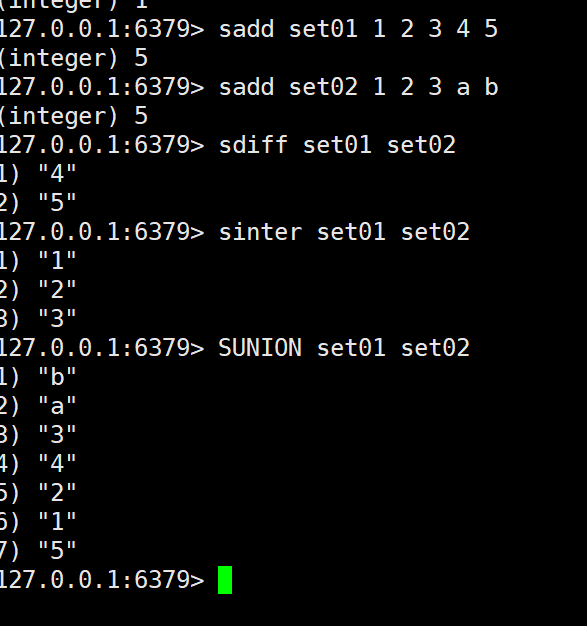 (integer) 1
127.0.0.1:6379> sadd set01 1 2 3 4 5
(integer) 5
127.0.0.1:6379> sadd set02 1 2 3 a b
(integer) 5
127.0.0.1:6379> sdiff set01 set02
1) "4"
2) "5"
127.0.0.1:6379> sinter set01 set02
1) "1"
2) "2"
3) "3"
127.0.0.1:6379> SUNION set01 set02
1) "b"
2) "a"
3) "3"
4) "4"
5) "2"
6) "1"
7) "5"
127.0.0.1:6379>